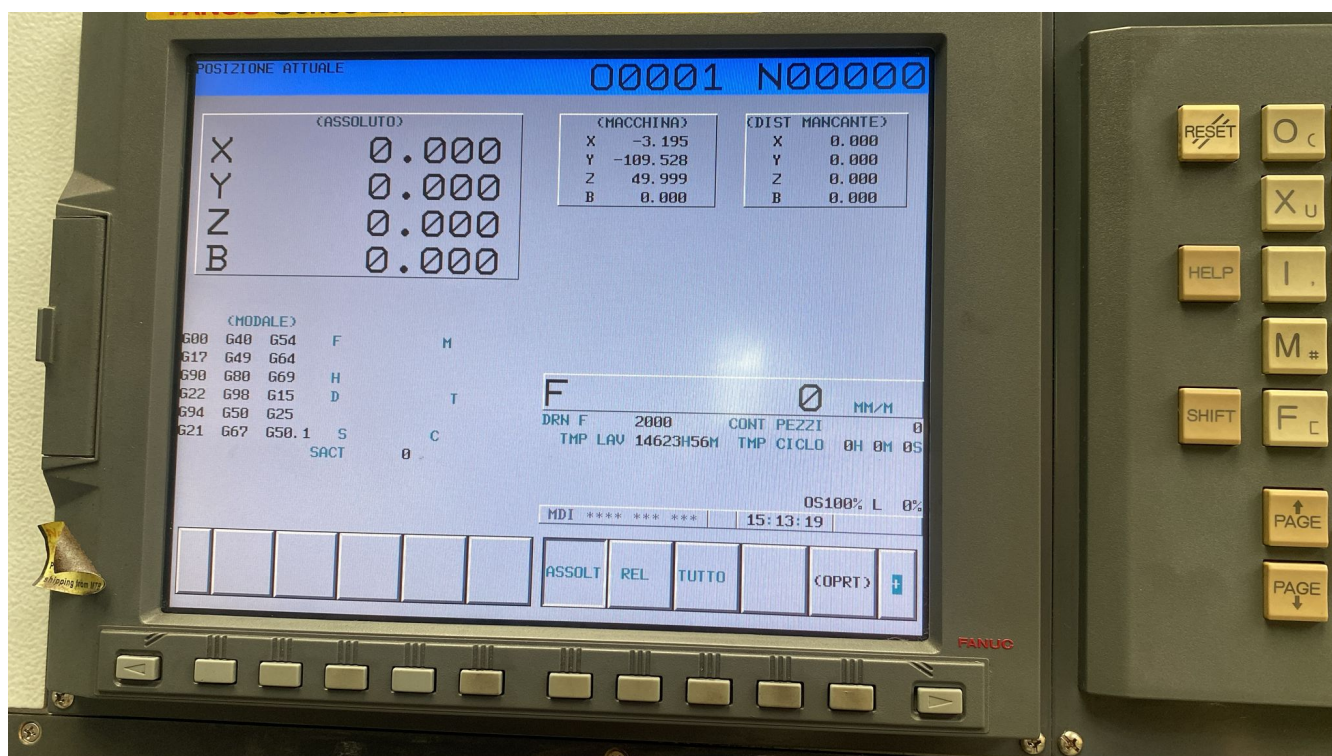 FANUC Series
POSIZIONE ATTUALE O0001 N00000
(ASSOLUTO)
X 0.000
Y 0.000
Z 0.000
B 0.000
(MACCHINA)
X -3.195
Y -109.528
Z 49.999
B 0.000
(DIST MANCANTE)
X 0.000
Y 0.000
Z 0.000
B 0.000
(MODALE)
G00 G40 G54 F M
G17 G49 G64
G90 G80 G69 H
G22 G98 G15 D T
G94 G50 G25
G21 G67 G50.1 S C
SACT 0
F 0 MM/M
DRN F 2000 CONT PEZZI 0
TMP LAV 14623H56M TMP CICLO 0H 0M 0S
OS100% L 0%
MDI **** *** *** 15:13:19
ASSOLT REL TUTTO (OPRT) +
FANUC
RESET
O (
X U
HELP
I ,
M #
SHIFT
F [
PAGE
PAGE